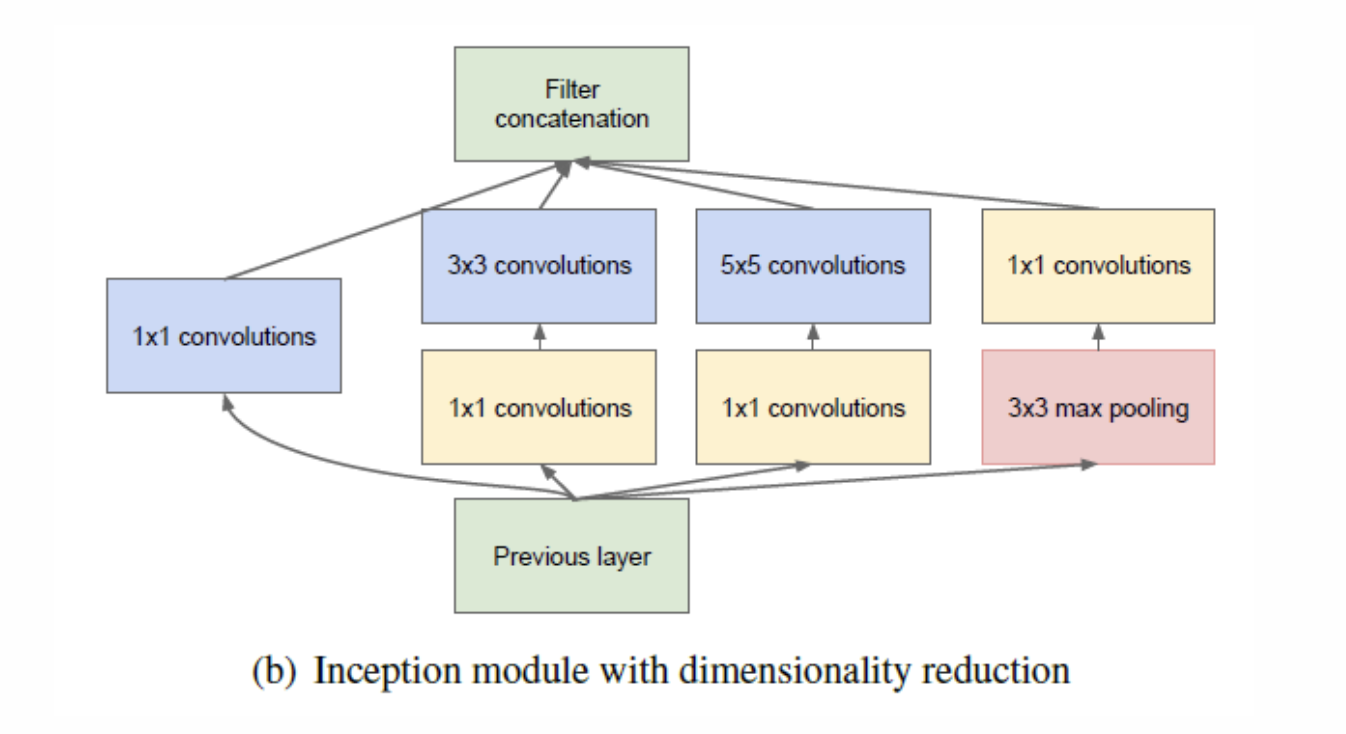 Filter
concatenation
3x3 convolutions
5x5 convolutions
1x1 convolutions
1x1 convolutions
1x1 convolutions
1x1 convolutions
3x3 max pooling
Previous layer
(b) Inception module with dimensionality reduction